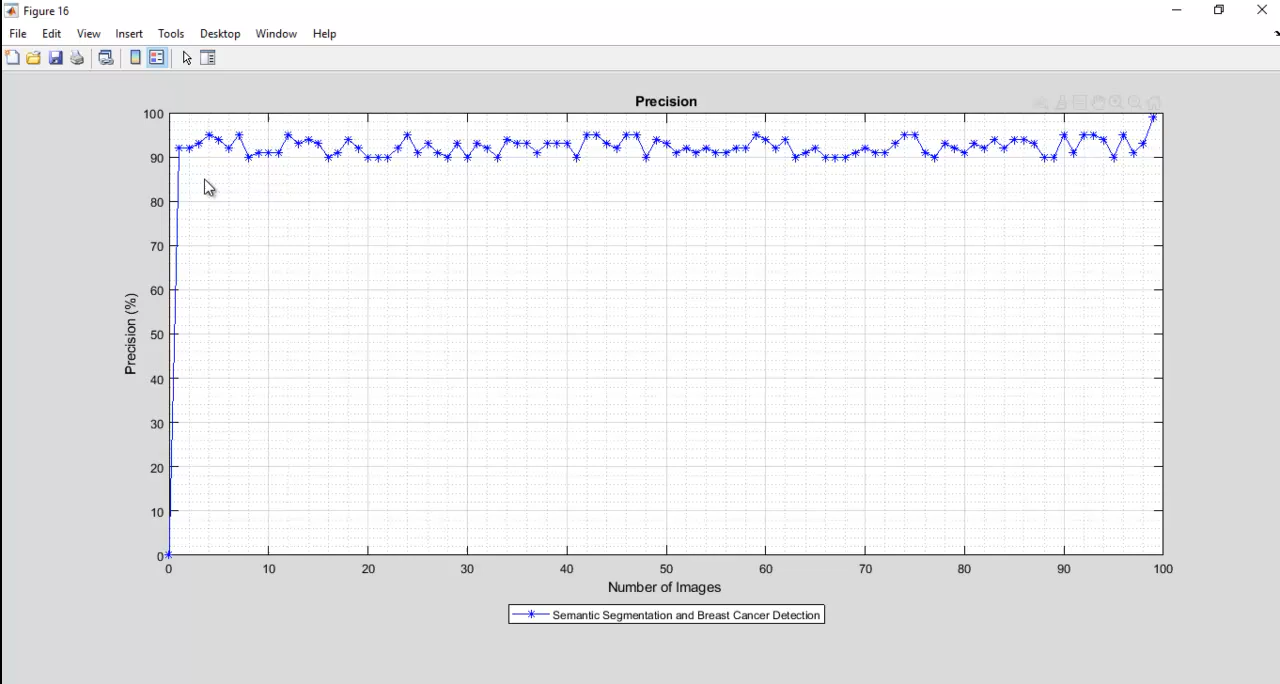 Figure 16
File Edit View Insert Tools Desktop Window Help
Precision
100
90
80
70
60
50
40
30
20
10
0
Precision (%)
0 10 20 30 40 50 60 70 80 90 100
Number of Images
Semantic Segmentation and Breast Cancer Detection